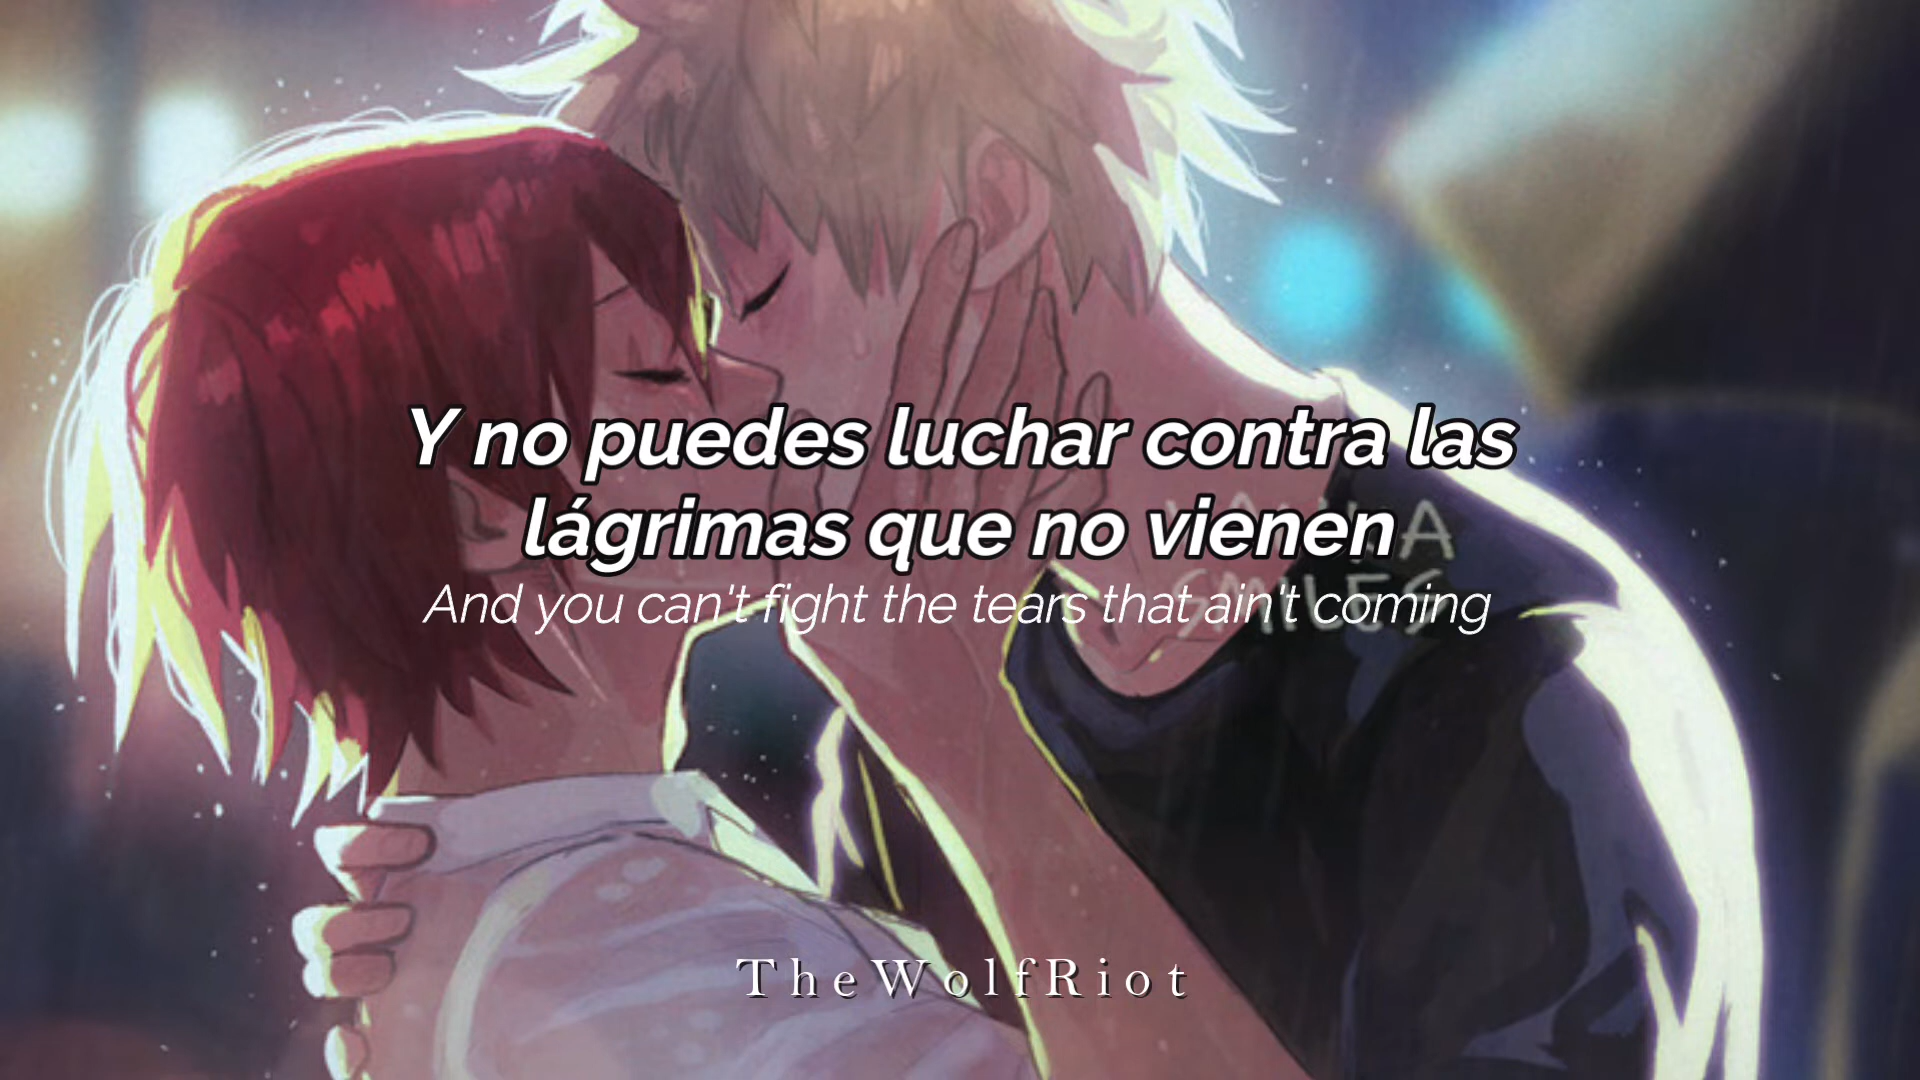 Y no puedes luchar contra las
lágrimas que no vienen
And you can't fight the tears that ain't coming
SMILES
TheWolfRiot